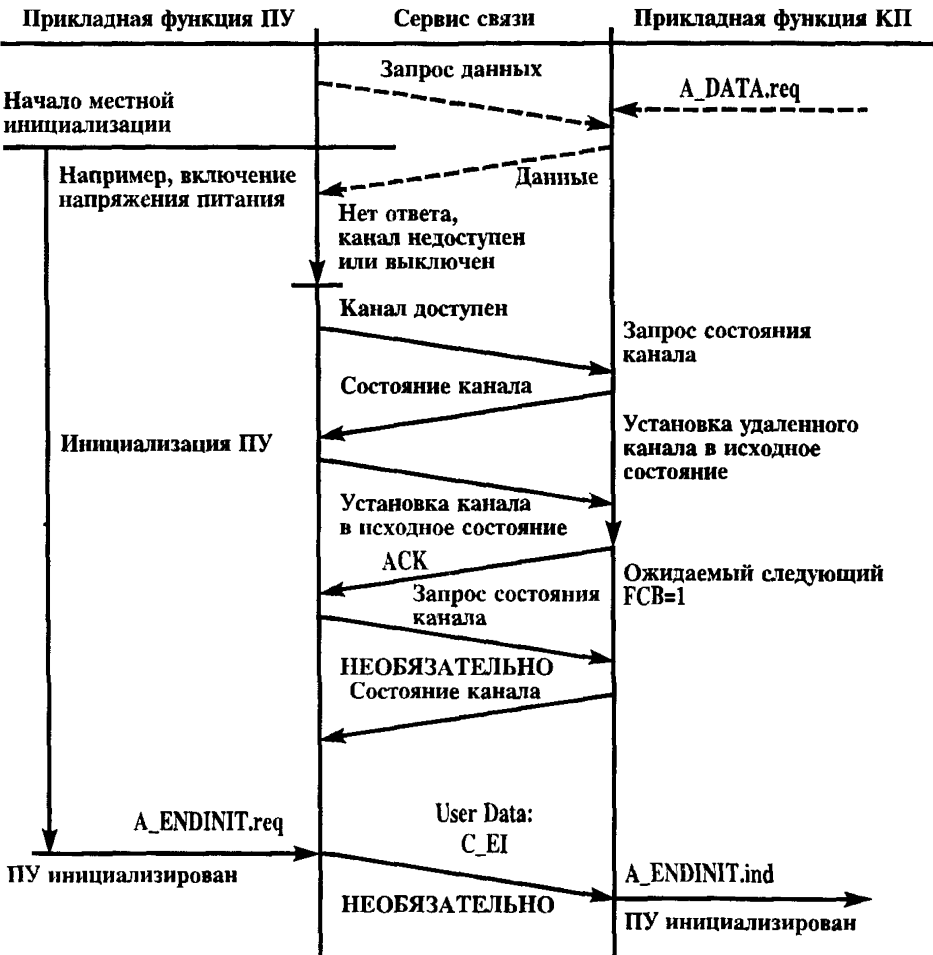 Прикладная функция ПУ
Сервис связи
Прикладная функция КП
Запрос данных
A_DATA.req
Начало местной
инициализации
Например, включение
напряжения питания
Данные
Нет ответа,
канал недоступен
или выключен
Канал доступен
Запрос состояния
канала
Состояние канала
Инициализация ПУ
Установка удаленного
канала в исходное
состояние
Установка канала
в исходное состояние
ACK
Ожидаемый следующий
FCB=1
Запрос состояния
канала
НЕОБЯЗАТЕЛЬНО
Состояние канала
A_ENDINIT.req
User Data:
C_EI
ПУ инициализирован
A_ENDINIT.ind
НЕОБЯЗАТЕЛЬНО
ПУ инициализирован